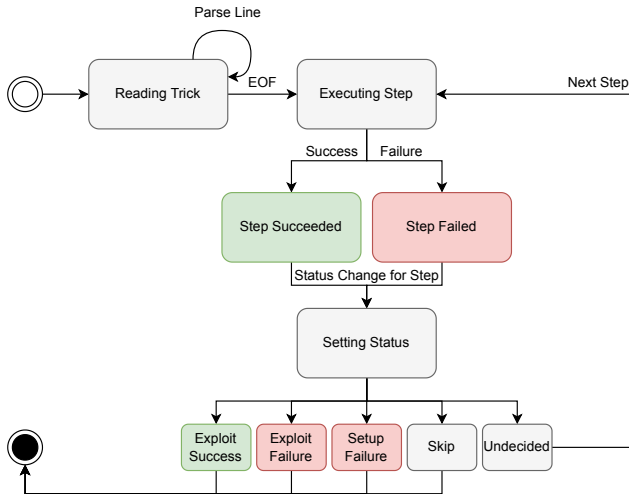 Parse Line
Reading Trick
EOF
Executing Step
Next Step
Success
Failure
Step Succeeded
Step Failed
Status Change for Step
Setting Status
Exploit
Success
Exploit
Failure
Setup
Failure
Skip
Undecided